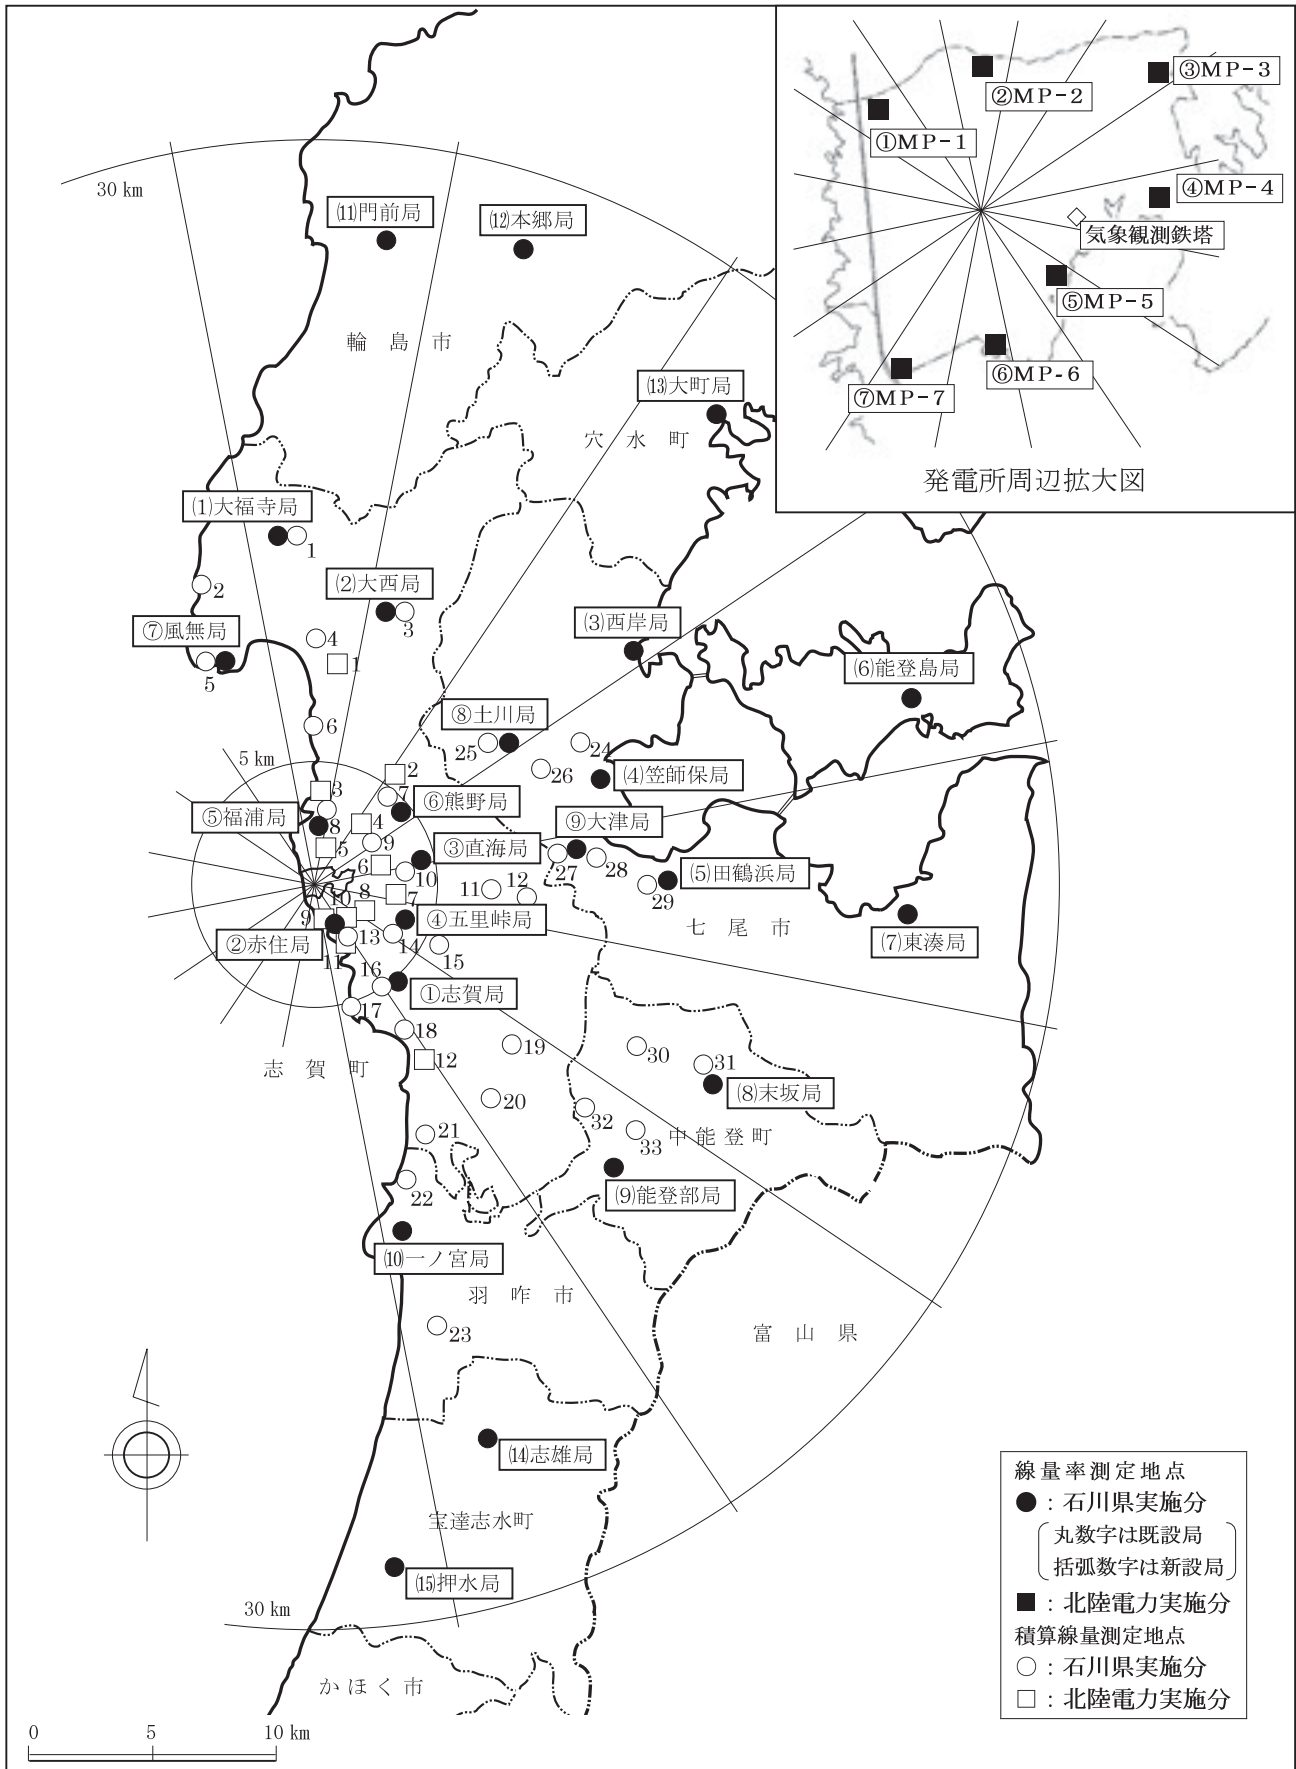 30 km
⑾門前局
⑿本郷局
①MP-1
②MP-2
③MP-3
④MP-4
気象観測鉄塔
⑤MP-5
⑥MP-6
⑦MP-7
発電所周辺拡大図
輪島市
⒀大町局
穴水町
⑴大福寺局
1
2
⑵大西局
3
⑦風無局
5
4
1
⑶西岸局
⑹能登島局
⑧土川局
25
24
26
⑷笠師保局
6
5 km
2
7
⑥熊野局
3
⑤福浦局
8
4
5
9
⑨大津局
③直海局
6
10
27
28
⑸田鶴浜局
29
11
12
7
8
10
9
④五里峠局
七尾市
⑺東湊局
②赤住局
13
14
15
11
16
①志賀局
17
18
19
30
31
志賀町
12
⑻末坂局
20
32
33
中能登町
21
22
⑼能登部局
⑽一ノ宮局
羽咋市
23
富山県
⒁志雄局
宝達志水町
⒂押水局
30 km
かほく市
線量率測定地点
●：石川県実施分
丸数字は既設局
括弧数字は新設局
■：北陸電力実施分
積算線量測定地点
○：石川県実施分
□：北陸電力実施分
0 5 10 km